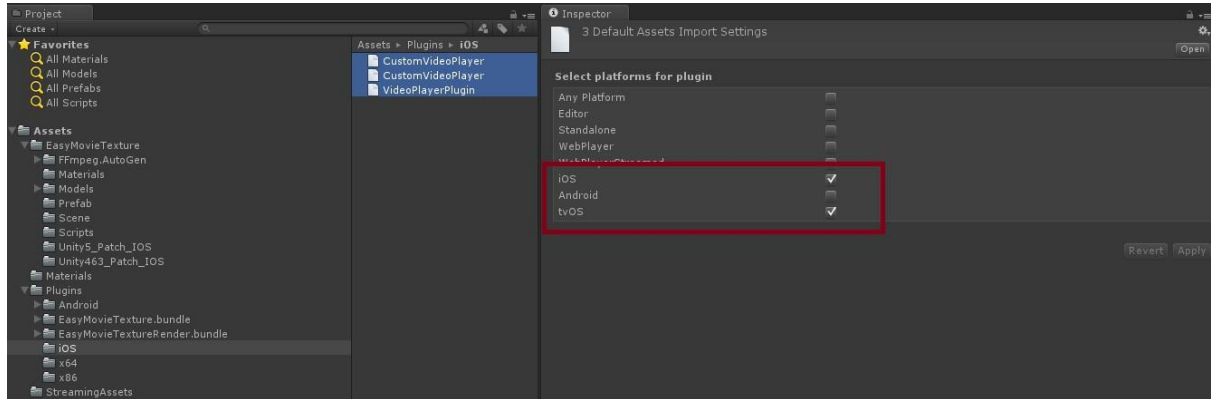 Project
Create
Favorites
All Materials
All Models
All Prefabs
All Scripts
Assets
EasyMovieTexture
FFmpeg.AutoGen
Materials
Models
Prefab
Scene
Scripts
Unity5_Patch_IOS
Unity463_Patch_IOS
Materials
Plugins
Android
EasyMovieTexture.bundle
EasyMovieTextureRender.bundle
iOS
x64
x86
StreamingAssets
Assets ▸ Plugins ▸ iOS
CustomVideoPlayer
CustomVideoPlayer
VideoPlayerPlugin
Inspector
3 Default Assets Import Settings
Open
Select platforms for plugin
Any Platform
Editor
Standalone
WebPlayer
WebPlayerStreamed
iOS
Android
tvOS
Revert Apply